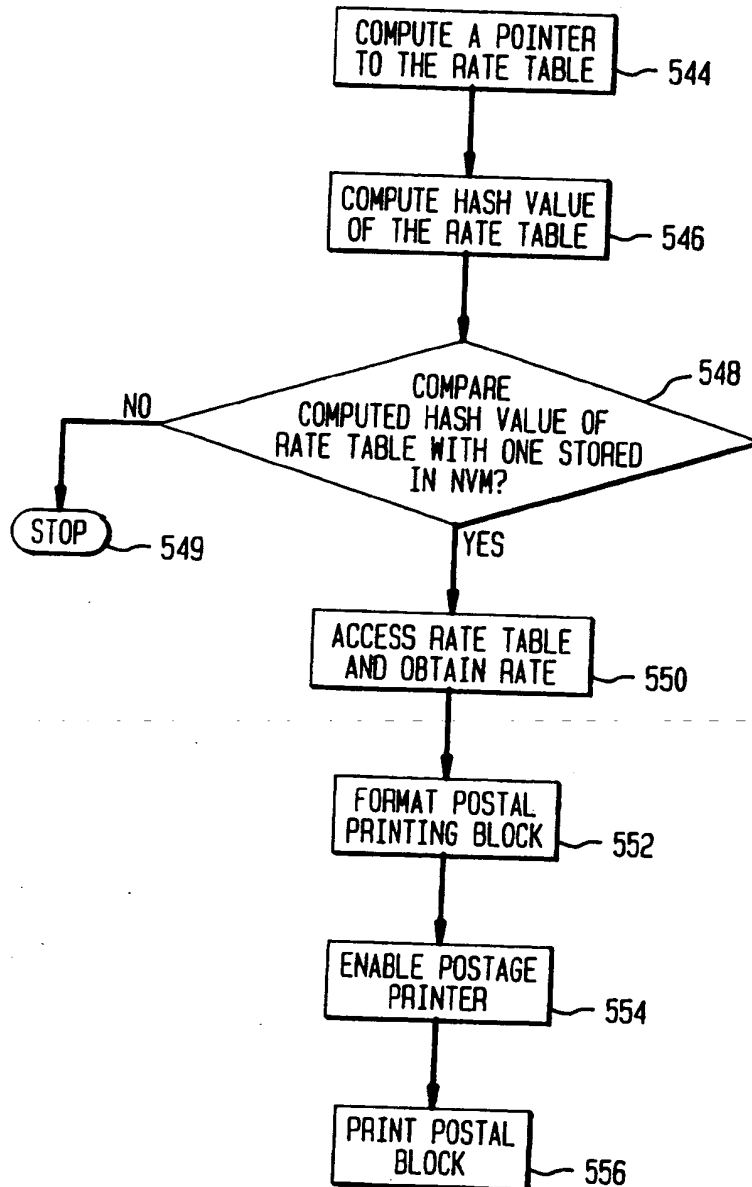 COMPUTE A POINTER
TO THE RATE TABLE
544
COMPUTE HASH VALUE
OF THE RATE TABLE
546
548
COMPARE
COMPUTED HASH VALUE OF
RATE TABLE WITH ONE STORED
IN NVM?
NO
STOP
549
YES
ACCESS RATE TABLE
AND OBTAIN RATE
550
FORMAT POSTAL
PRINTING BLOCK
552
ENABLE POSTAGE
PRINTER
554
PRINT POSTAL
BLOCK
556